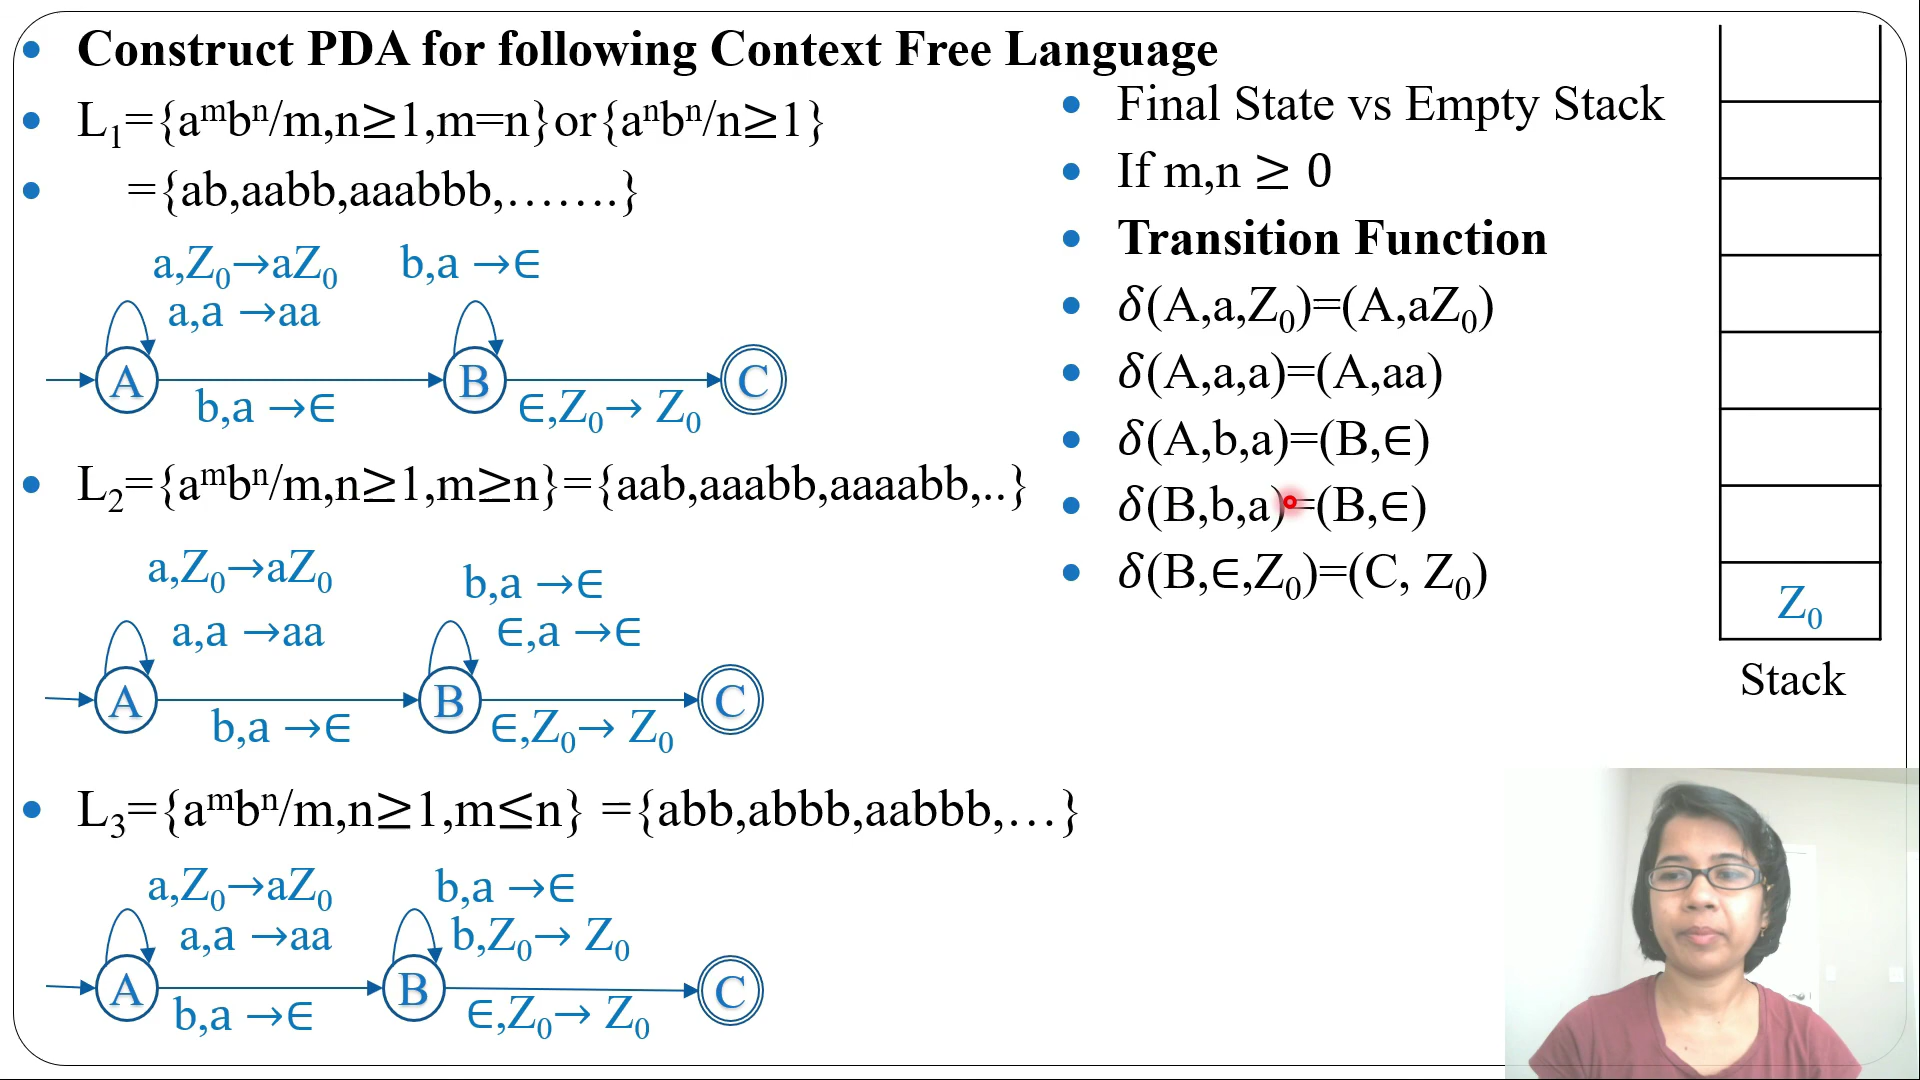 Construct PDA for following Context Free Language
L₁={aᵐbⁿ/m,n≥1,m=n}or{aⁿbⁿ/n≥1}
={ab,aabb,aaabbb,…….}
a,Z₀→aZ₀
a,a →aa
b,a →∈
A
B
C
b,a →∈
∈,Z₀→ Z₀
L₂={aᵐbⁿ/m,n≥1,m≥n}={aab,aaabb,aaaabb,..}
a,Z₀→aZ₀
a,a →aa
b,a →∈
∈,a →∈
A
B
C
b,a →∈
∈,Z₀→ Z₀
L₃={aᵐbⁿ/m,n≥1,m≤n} ={abb,abbb,aabbb,…}
a,Z₀→aZ₀
a,a →aa
b,a →∈
b,Z₀→ Z₀
A
B
C
b,a →∈
∈,Z₀→ Z₀
Final State vs Empty Stack
If m,n ≥ 0
Transition Function
δ(A,a,Z₀)=(A,aZ₀)
δ(A,a,a)=(A,aa)
δ(A,b,a)=(B,∈)
δ(B,b,a)=(B,∈)
δ(B,∈,Z₀)=(C, Z₀)
Z₀
Stack